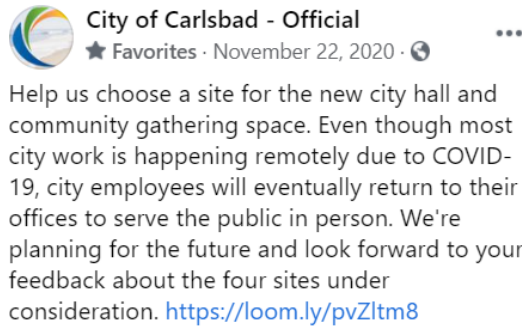 City of Carlsbad - Official
Favorites · November 22, 2020 ·
Help us choose a site for the new city hall and
community gathering space. Even though most
city work is happening remotely due to COVID-
19, city employees will eventually return to their
offices to serve the public in person. We're
planning for the future and look forward to your
feedback about the four sites under
consideration. https://loom.ly/pvZltm8